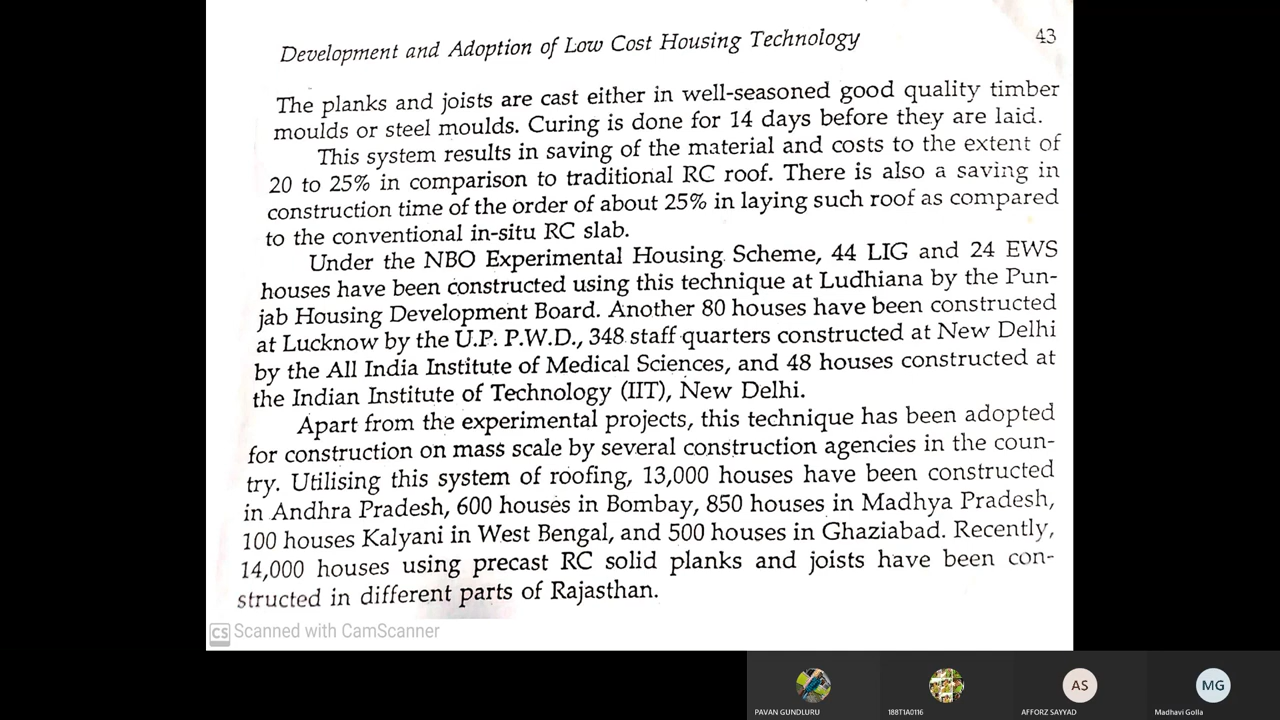 Development and Adoption of Low Cost Housing Technology 43
The planks and joists are cast either in well-seasoned good quality timber
moulds or steel moulds. Curing is done for 14 days before they are laid.
This system results in saving of the material and costs to the extent of
20 to 25% in comparison to traditional RC roof. There is also a saving in
construction time of the order of about 25% in laying such roof as compared
to the conventional in-situ RC slab.
Under the NBO Experimental Housing Scheme, 44 LIG and 24 EWS
houses have been constructed using this technique at Ludhiana by the Pun-
jab Housing Development Board. Another 80 houses have been constructed
at Lucknow by the U.P. P.W.D., 348 staff quarters constructed at New Delhi
by the All India Institute of Medical Sciences, and 48 houses constructed at
the Indian Institute of Technology (IIT), New Delhi.
Apart from the experimental projects, this technique has been adopted
for construction on mass scale by several construction agencies in the coun-
try. Utilising this system of roofing, 13,000 houses have been constructed
in Andhra Pradesh, 600 houses in Bombay, 850 houses in Madhya Pradesh,
100 houses Kalyani in West Bengal, and 500 houses in Ghaziabad. Recently,
14,000 houses using precast RC solid planks and joists have been con-
structed in different parts of Rajasthan.
CS Scanned with CamScanner
AS MG
PAVAN GUNDLURU 188T1A0116 AFFORZ SAYYAD Madhavi Golla